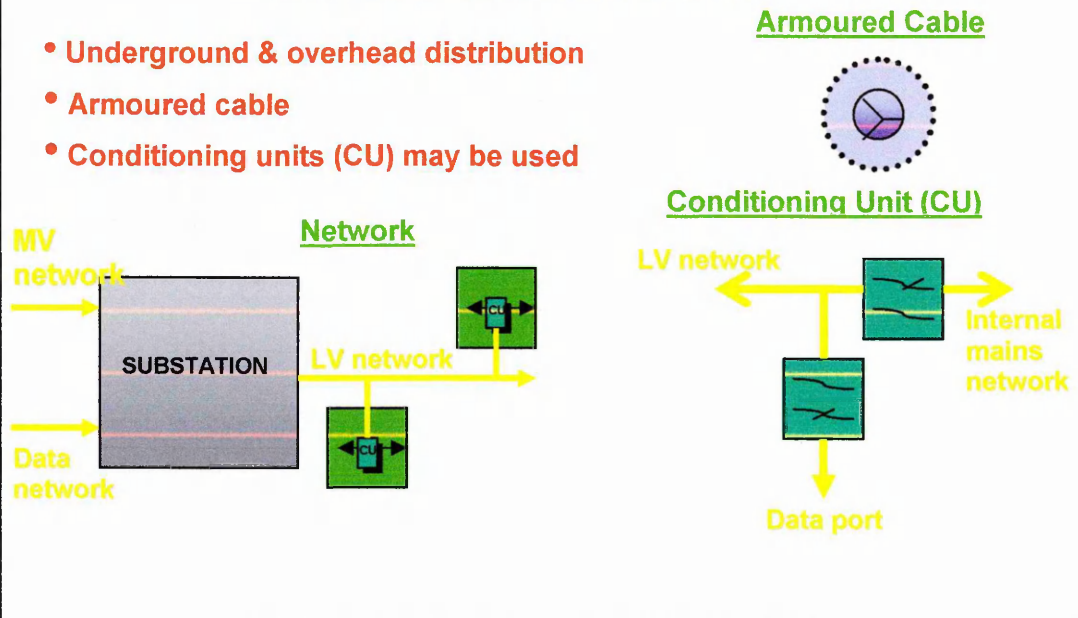 • Underground & overhead distribution
• Armoured cable
• Conditioning units (CU) may be used
Armoured Cable
Conditioning Unit (CU)
Network
MV
network
SUBSTATION
LV network
CU
CU
Data
network
LV network
Internal
mains
network
Data port